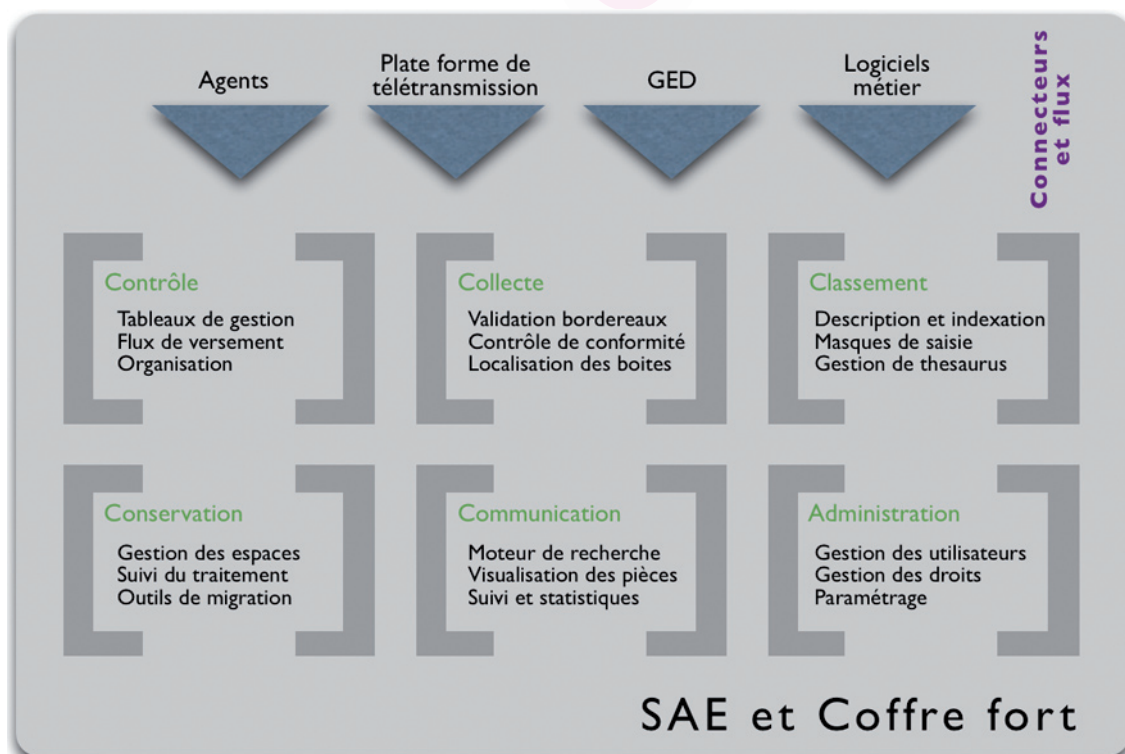 Agents
Plate forme de
télétransmission
GED
Logiciels
métier
Connecteurs
et flux
Contrôle
Tableaux de gestion
Flux de versement
Organisation
Collecte
Validation bordereaux
Contrôle de conformité
Localisation des boites
Classement
Description et indexation
Masques de saisie
Gestion de thesaurus
Conservation
Gestion des espaces
Suivi du traitement
Outils de migration
Communication
Moteur de recherche
Visualisation des pièces
Suivi et statistiques
Administration
Gestion des utilisateurs
Gestion des droits
Paramétrage
SAE et Coffre fort